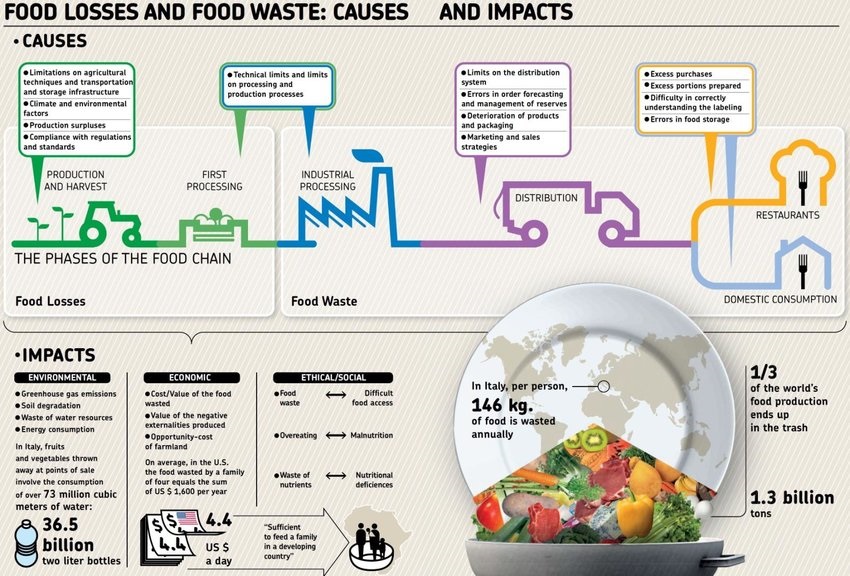 FOOD LOSSES AND FOOD WASTE: CAUSES AND IMPACTS
• CAUSES
● Limitations on agricultural
techniques and transportation
and storage infrastructure
● Climate and environmental
factors
● Production surpluses
● Compliance with regulations
and standards
● Technical limits and limits
on processing and
production processes
● Limits on the distribution
system
● Errors in order forecasting
and management of reserves
● Deterioration of products
and packaging
● Marketing and sales
strategies
● Excess purchases
● Excess portions prepared
● Difficulty in correctly
understanding the labeling
● Errors in food storage
PRODUCTION
AND HARVEST
FIRST
PROCESSING
INDUSTRIAL
PROCESSING
DISTRIBUTION
RESTAURANTS
DOMESTIC CONSUMPTION
THE PHASES OF THE FOOD CHAIN
Food Losses
Food Waste
• IMPACTS
ENVIRONMENTAL
● Greenhouse gas emissions
● Soil degradation
● Waste of water resources
● Energy consumption
In Italy, fruits
and vegetables thrown
away at points of sale
involve the consumption
of over 73 million cubic
meters of water:
36.5
billion
two liter bottles
ECONOMIC
● Cost/Value of the food
wasted
● Value of the negative
externalities produced
● Opportunity-cost
of farmland
On average, in the U.S.
the food wasted by a family
of four equals the sum
of US $ 1,600 per year
$ $
4.4
4.4
US $
a day
ETHICAL/SOCIAL
● Food
waste
Difficult
food access
● Overeating
Malnutrition
● Waste of
nutrients
Nutritional
deficiences
"Sufficient
to feed a family
in a developing
country"
In Italy, per person,
146 kg.
of food is wasted
annually
1/3
of the world's
food production
ends up
in the trash
1.3 billion
tons